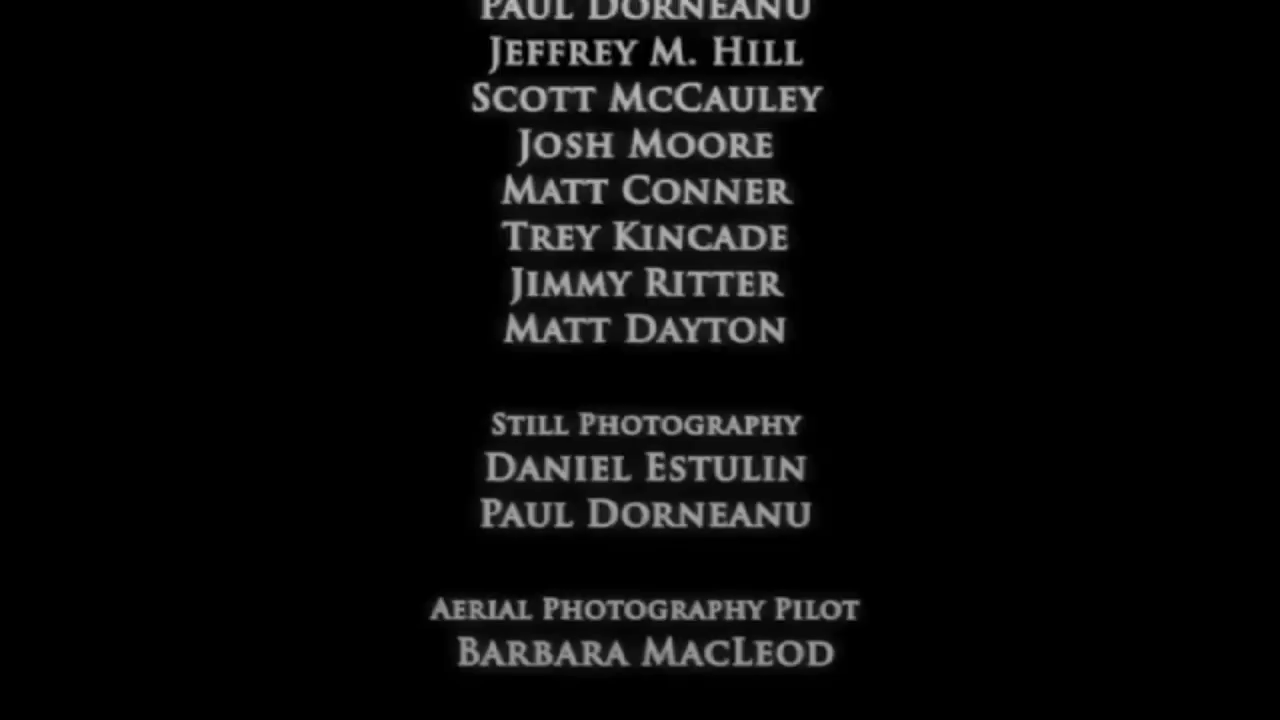 PAUL DORNEANU
JEFFREY M. HILL
SCOTT MCCAULEY
JOSH MOORE
MATT CONNER
TREY KINCADE
JIMMY RITTER
MATT DAYTON
STILL PHOTOGRAPHY
DANIEL ESTULIN
PAUL DORNEANU
AERIAL PHOTOGRAPHY PILOT
BARBARA MACLEOD